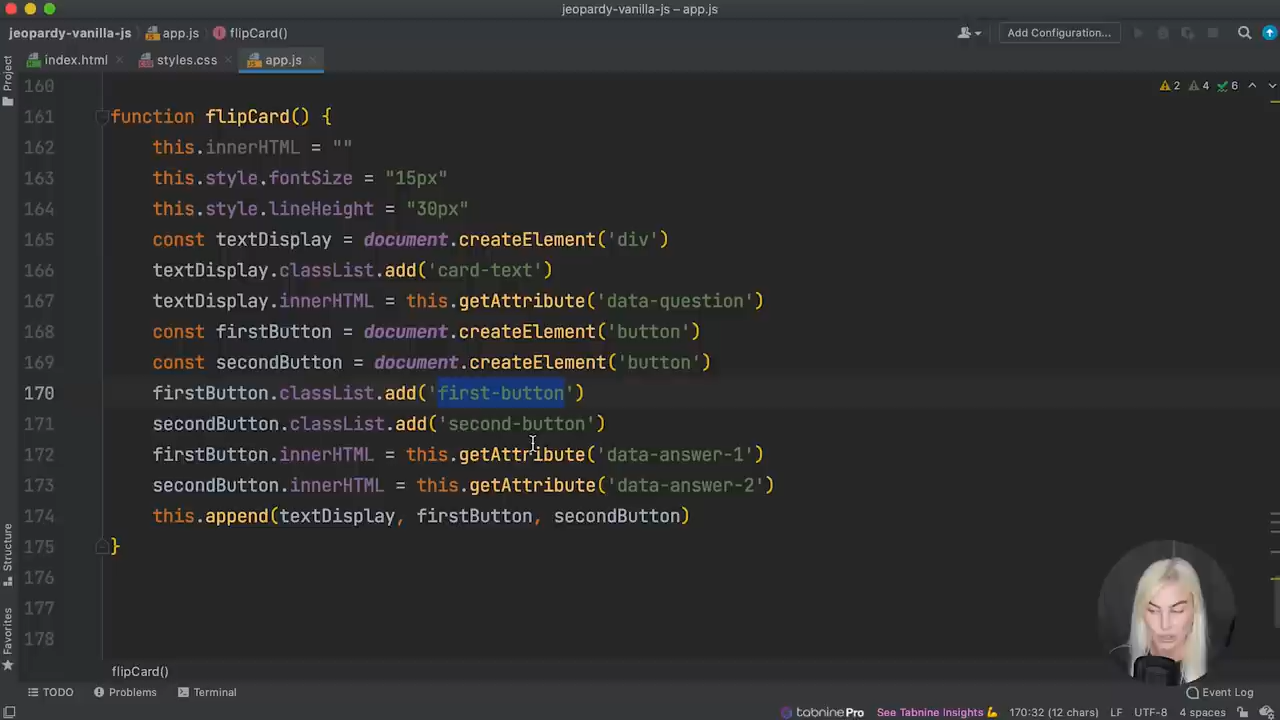 jeopardy-vanilla-js – app.js
jeopardy-vanilla-js app.js flipCard()
Add Configuration...
index.html styles.css app.js
Project
2 4 6
160
161 function flipCard() {
162 this.innerHTML = ""
163 this.style.fontSize = "15px"
164 this.style.lineHeight = "30px"
165 const textDisplay = document.createElement('div')
166 textDisplay.classList.add('card-text')
167 textDisplay.innerHTML = this.getAttribute('data-question')
168 const firstButton = document.createElement('button')
169 const secondButton = document.createElement('button')
170 firstButton.classList.add('first-button')
171 secondButton.classList.add('second-button')
172 firstButton.innerHTML = this.getAttribute('data-answer-1')
173 secondButton.innerHTML = this.getAttribute('data-answer-2')
174 this.append(textDisplay, firstButton, secondButton)
175 }
176
177
178
Structure
Favorites
flipCard()
TODO Problems Terminal Event Log
tabnine Pro See Tabnine Insights 170:32 (12 chars) LF UTF-8 4 spaces